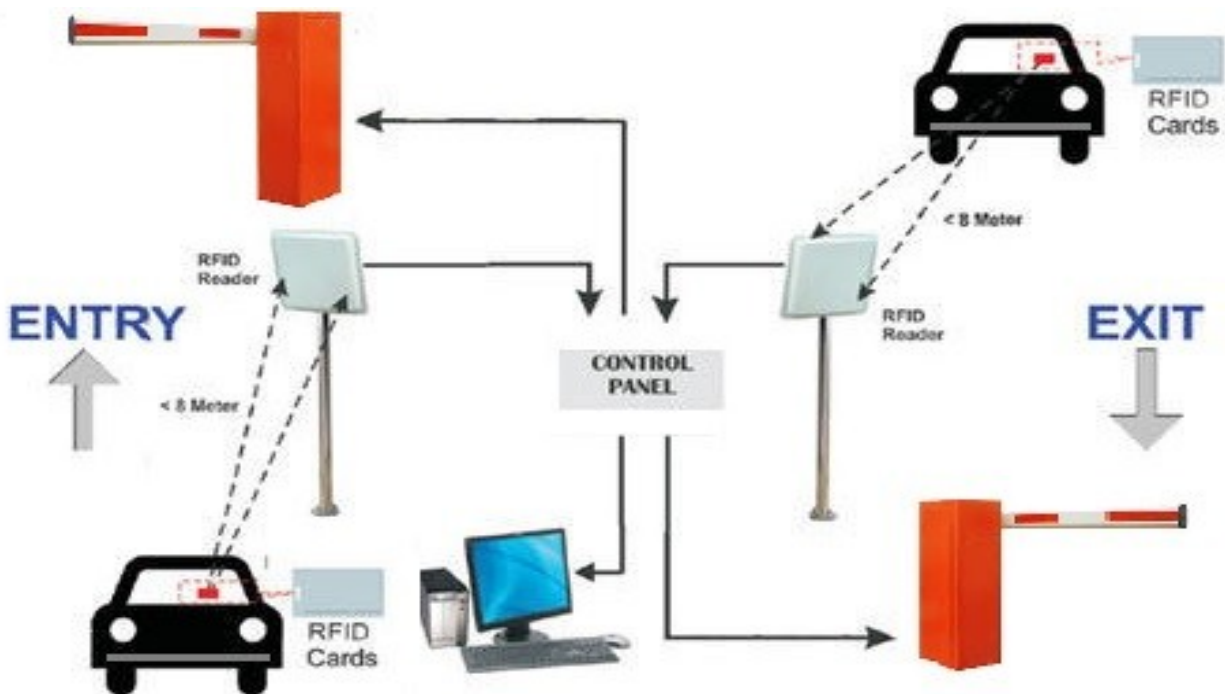 RFID
Cards
RFID
Reader
< 8 Meter
ENTRY
RFID
Reader
EXIT
CONTROL
PANEL
< 8 Meter
RFID
Cards